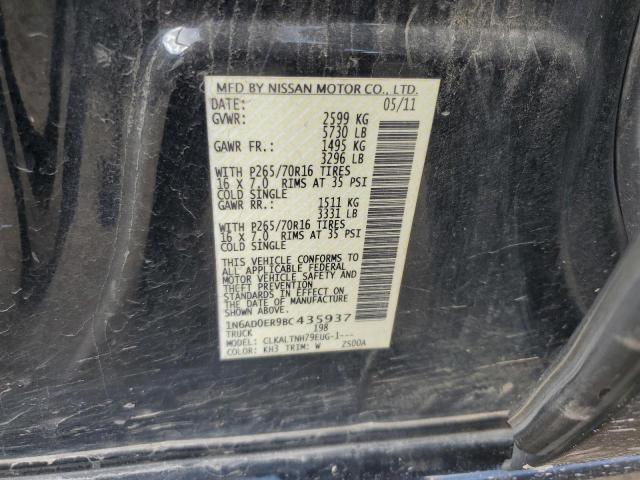 MFD BY NISSAN MOTOR CO., LTD.
DATE: 05/11
GVWR: 2599 KG
5730 LB
GAWR FR.: 1495 KG
3296 LB
WITH P265/70R16 TIRES
16 X 7.0 RIMS AT 35 PSI
COLD SINGLE
GAWR RR.: 1511 KG
3331 LB
WITH P265/70R16 TIRES
16 X 7.0 RIMS AT 35 PSI
COLD SINGLE
THIS VEHICLE CONFORMS TO
ALL APPLICABLE FEDERAL
MOTOR VEHICLE SAFETY AND
THEFT PREVENTION
STANDARDS IN EFFECT ON
THE DATE OF MANUFACTURE
SHOWN ABOVE.
1N6AD0ER9BC435937
TRUCK 198
MODEL: CLKALTNH79EUG-1---
COLOR: KH3 TRIM: W ZS00A